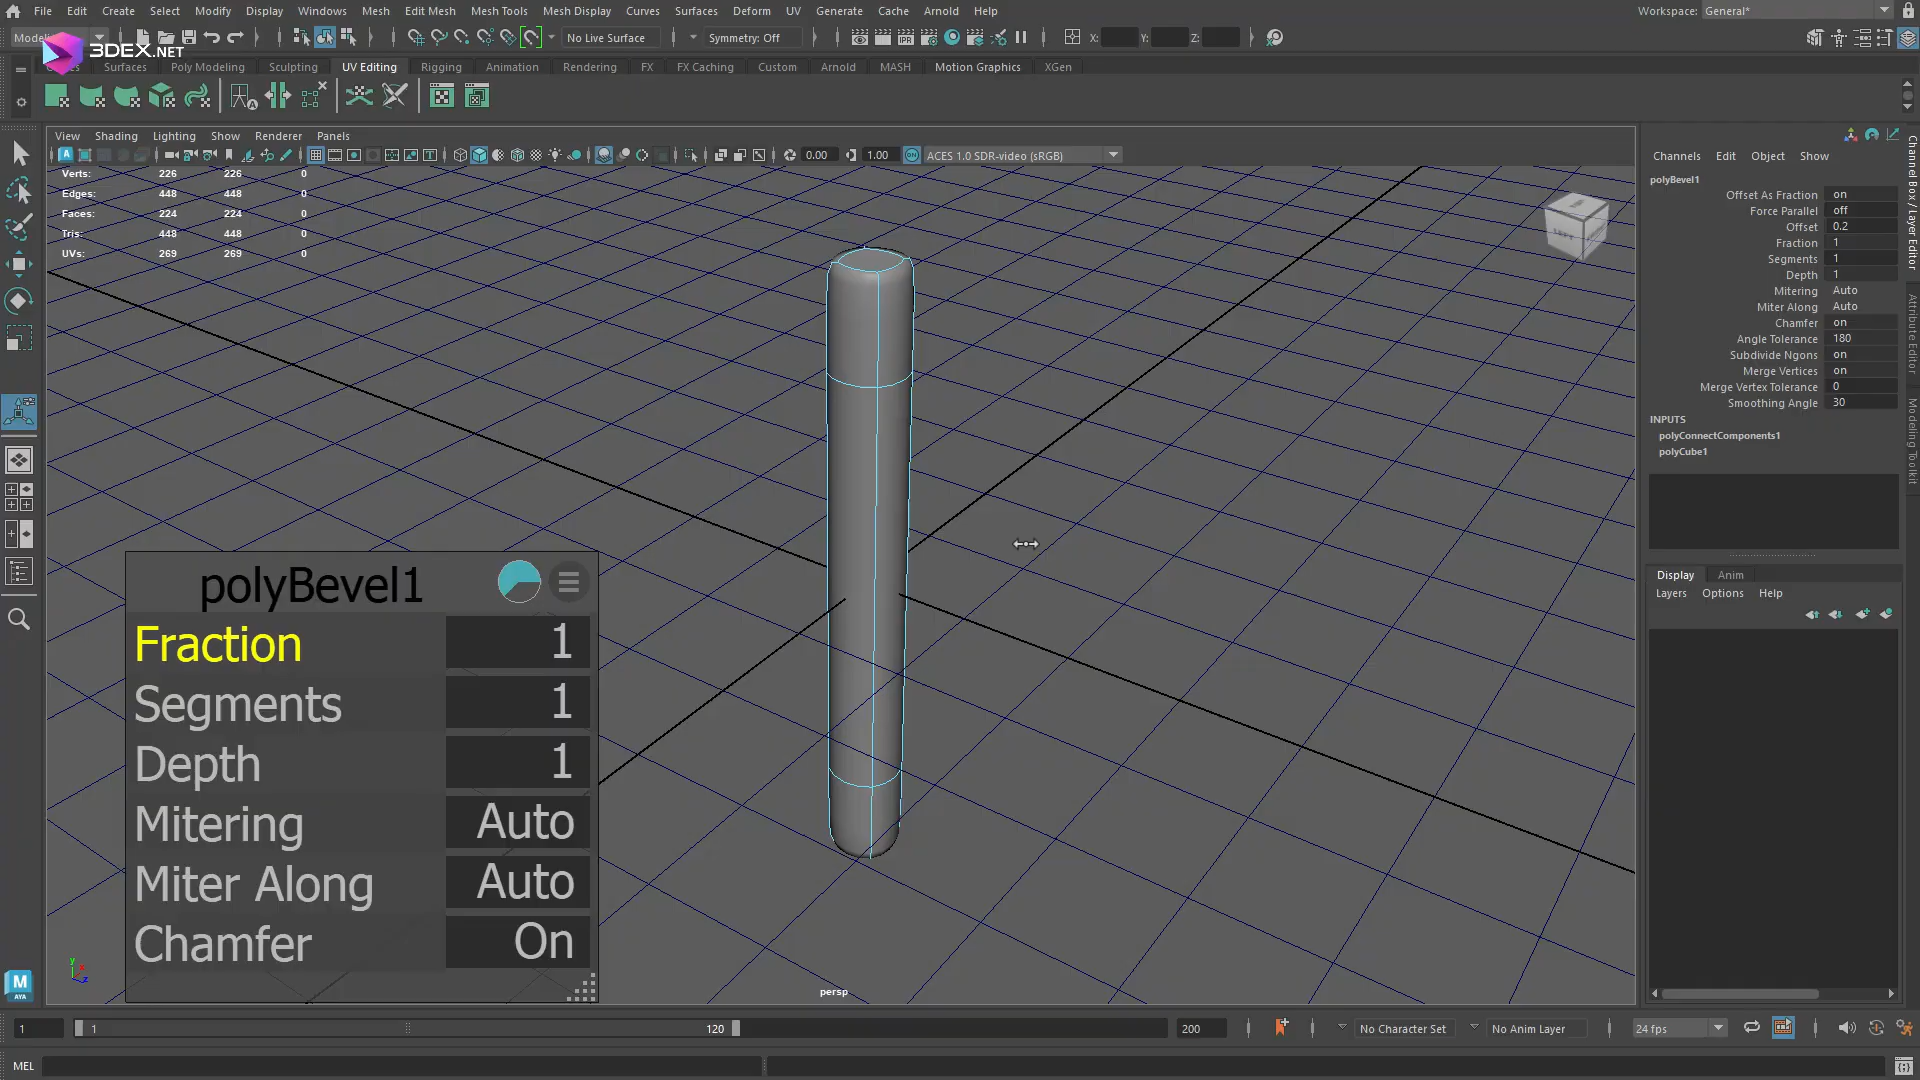 File Edit Create Select Modify Display Windows Mesh Edit Mesh Mesh Tools Mesh Display Curves Surfaces Deform UV Generate Cache Arnold Help
Workspace: General*
No Live Surface Symmetry: Off X: Y: Z:
3DEX.NET
Surfaces Poly Modeling Sculpting UV Editing Rigging Animation Rendering FX FX Caching Custom Arnold MASH Motion Graphics XGen
View Shading Lighting Show Renderer Panels
0.00 1.00 ACES 1.0 SDR-video (sRGB)
Verts: 226 226 0
Edges: 448 448 0
Faces: 224 224 0
Tris: 448 448 0
UVs: 269 269 0
Channels Edit Object Show
polyBevel1
Offset As Fraction on
Force Parallel off
Offset 0.2
Fraction 1
Segments 1
Depth 1
Mitering Auto
Miter Along Auto
Chamfer on
Angle Tolerance 180
Subdivide Ngons on
Merge Vertices on
Merge Vertex Tolerance 0
Smoothing Angle 30
INPUTS
polyConnectComponents1
polyCube1
Channel Box / Layer Editor
Attribute Editor
Modeling Toolkit
Display Anim
Layers Options Help
polyBevel1
Fraction 1
Segments 1
Depth 1
Mitering Auto
Miter Along Auto
Chamfer On
persp
1 1 120 200 No Character Set No Anim Layer 24 fps
MEL